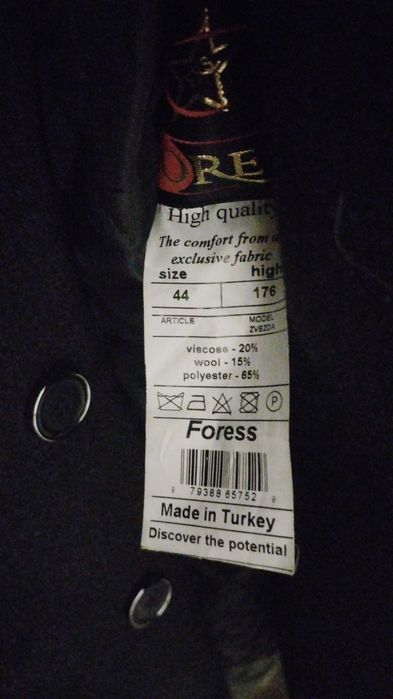 ORE
High quality
The comfort from a
exclusive fabric
size high
44 176
ARTICLE MODEL
ZVEZDA
viscose - 20%
wool - 15%
polyester - 65%
P
Foress
79388 65752
Made in Turkey
Discover the potential